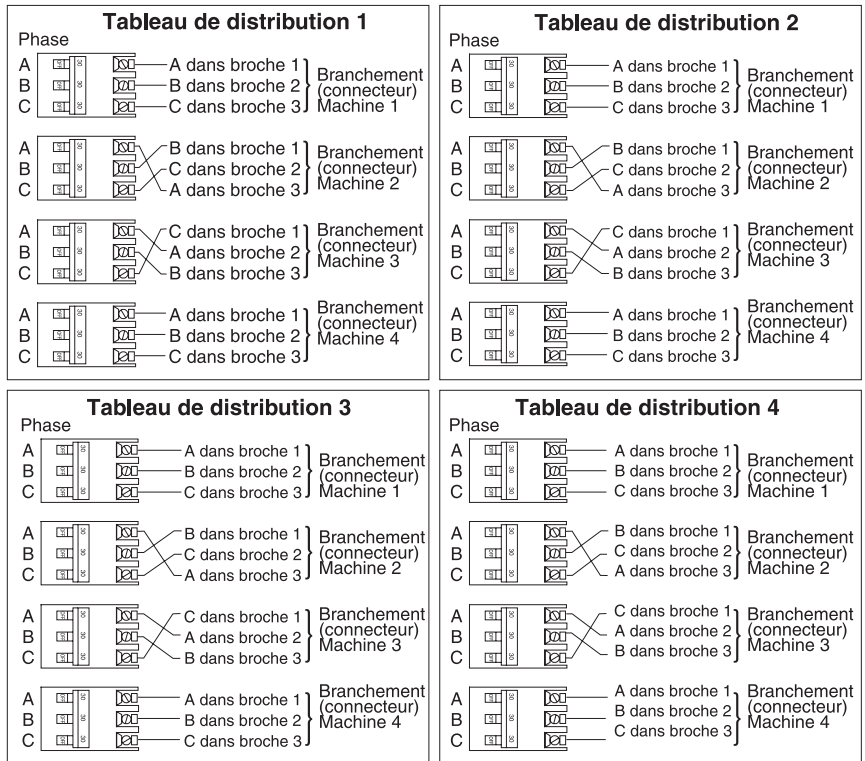 Tableau de distribution 1
Phase
A A dans broche 1
B B dans broche 2
C C dans broche 3
Branchement
(connecteur)
Machine 1
A B dans broche 1
B C dans broche 2
C A dans broche 3
Branchement
(connecteur)
Machine 2
A C dans broche 1
B A dans broche 2
C B dans broche 3
Branchement
(connecteur)
Machine 3
A A dans broche 1
B B dans broche 2
C C dans broche 3
Branchement
(connecteur)
Machine 4
Tableau de distribution 2
Phase
A A dans broche 1
B B dans broche 2
C C dans broche 3
Branchement
(connecteur)
Machine 1
A B dans broche 1
B C dans broche 2
C A dans broche 3
Branchement
(connecteur)
Machine 2
A C dans broche 1
B A dans broche 2
C B dans broche 3
Branchement
(connecteur)
Machine 3
A A dans broche 1
B B dans broche 2
C C dans broche 3
Branchement
(connecteur)
Machine 4
Tableau de distribution 3
Phase
A A dans broche 1
B B dans broche 2
C C dans broche 3
Branchement
(connecteur)
Machine 1
A B dans broche 1
B C dans broche 2
C A dans broche 3
Branchement
(connecteur)
Machine 2
A C dans broche 1
B A dans broche 2
C B dans broche 3
Branchement
(connecteur)
Machine 3
A A dans broche 1
B B dans broche 2
C C dans broche 3
Branchement
(connecteur)
Machine 4
Tableau de distribution 4
Phase
A A dans broche 1
B B dans broche 2
C C dans broche 3
Branchement
(connecteur)
Machine 1
A B dans broche 1
B C dans broche 2
C A dans broche 3
Branchement
(connecteur)
Machine 2
A C dans broche 1
B A dans broche 2
C B dans broche 3
Branchement
(connecteur)
Machine 3
A A dans broche 1
B B dans broche 2
C C dans broche 3
Branchement
(connecteur)
Machine 4